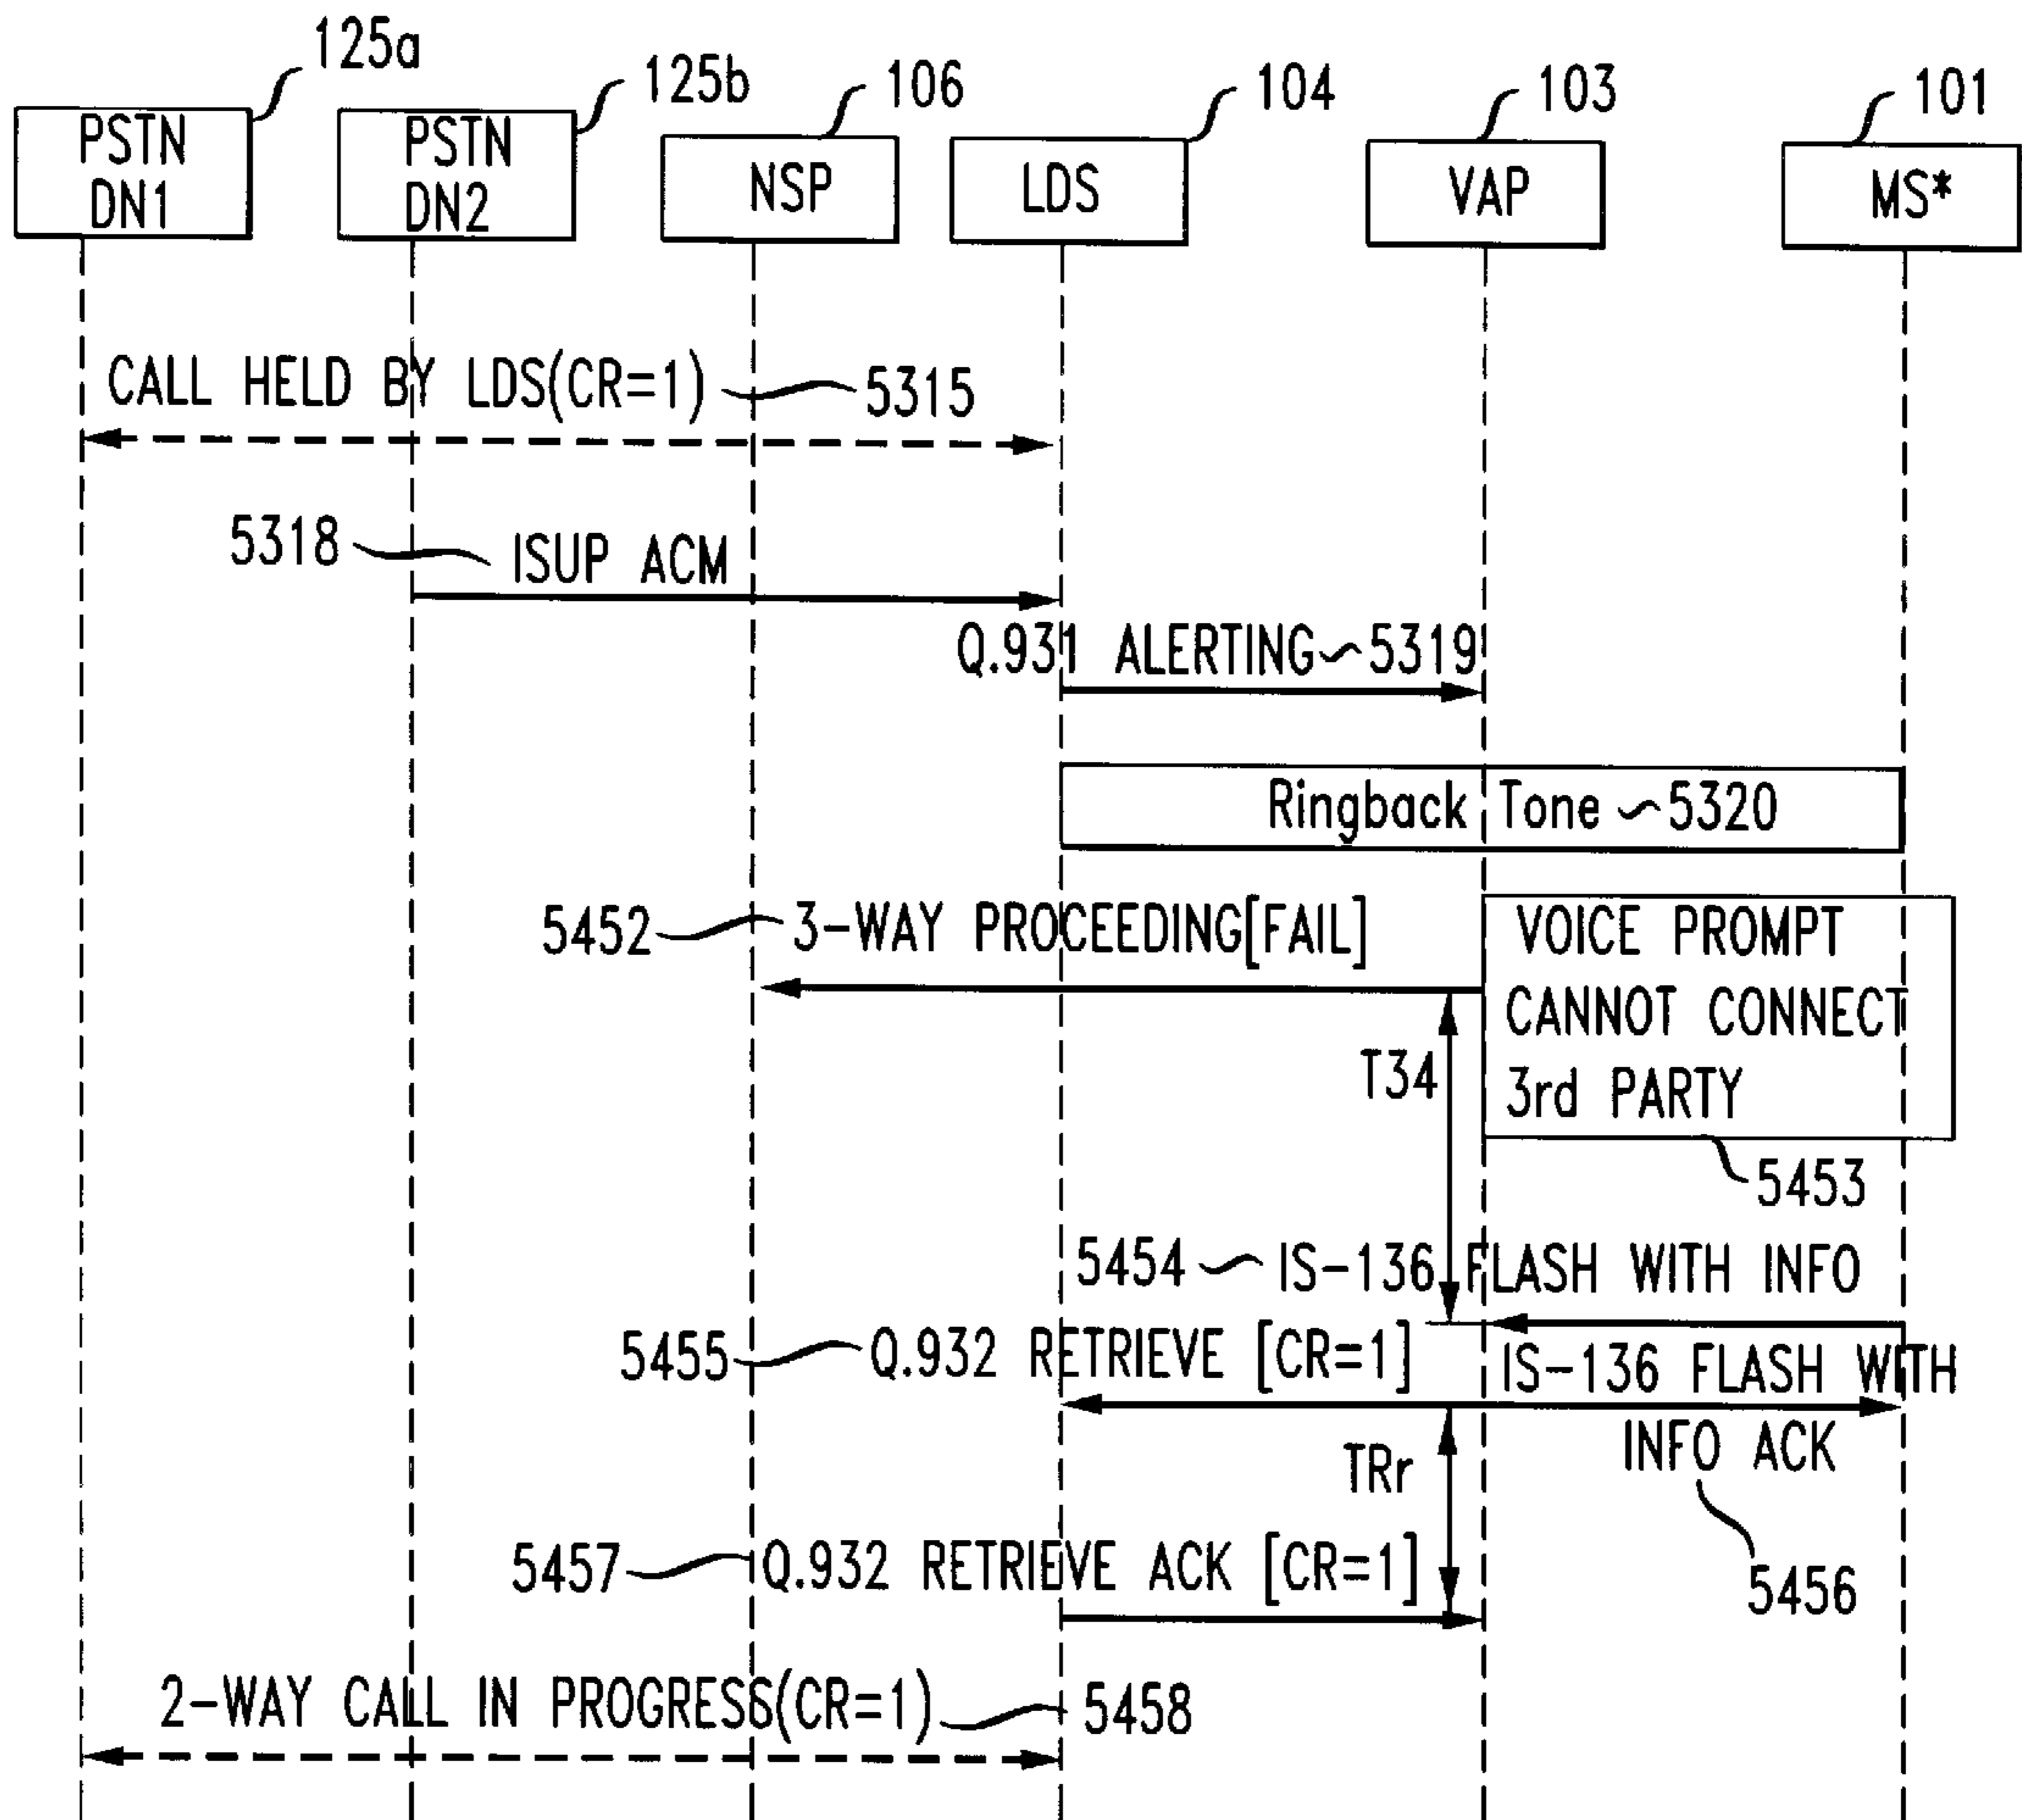 125a
125b
106
104
103
101
PSTN
DN1
PSTN
DN2
NSP
LDS
VAP
MS*
CALL HELD BY LDS(CR=1)
5315
5318
ISUP ACM
Q.931 ALERTING
5319
Ringback Tone
5320
5452
3-WAY PROCEEDING[FAIL]
VOICE PROMPT
CANNOT CONNECT
3rd PARTY
T34
5453
5454
IS-136 FLASH WITH INFO
5455
Q.932 RETRIEVE [CR=1]
IS-136 FLASH WITH
INFO ACK
TRr
5457
Q.932 RETRIEVE ACK [CR=1]
5456
2-WAY CALL IN PROGRESS(CR=1)
5458